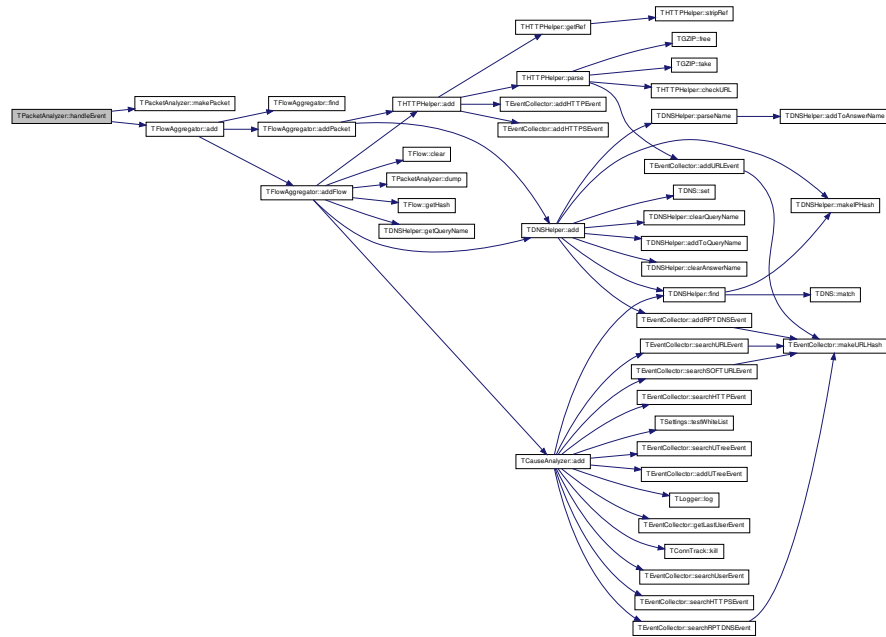 THTTPHelper::stripRef
THTTPHelper::getRef
TGZIP::free
TGZIP::take
THTTPHelper::parse
THTTPHelper::checkURL
TFlowAggregator::find
TPacketAnalyzer::makePacket
THTTPHelper::add
TEventCollector::addHTTPEvent
TPacketAnalyzer::handleEvent
TDNSHelper::parseName
TDNSHelper::addToAnswerName
TFlowAggregator::add
TFlowAggregator::addPacket
TEventCollector::addHTTPSEvent
TFlow::clear
TEventCollector::addURLEvent
TPacketAnalyzer::dump
TFlowAggregator::addFlow
TDNS::set
TFlow::getHash
TDNSHelper::makeIPHash
TDNSHelper::clearQueryName
TDNSHelper::getQueryName
TDNSHelper::add
TDNSHelper::addToQueryName
TDNSHelper::clearAnswerName
TDNSHelper::find
TDNS::match
TEventCollector::addRPTDNSEvent
TEventCollector::searchURLEvent
TEventCollector::makeURLHash
TEventCollector::searchSOFTURLEvent
TEventCollector::searchHTTPEvent
TSettings::testWhiteList
TEventCollector::searchUTreeEvent
TCauseAnalyzer::add
TEventCollector::addUTreeEvent
TLogger::log
TEventCollector::getLastUserEvent
TConnTrack::kill
TEventCollector::searchUserEvent
TEventCollector::searchHTTPSEvent
TEventCollector::searchRPTDNSEvent